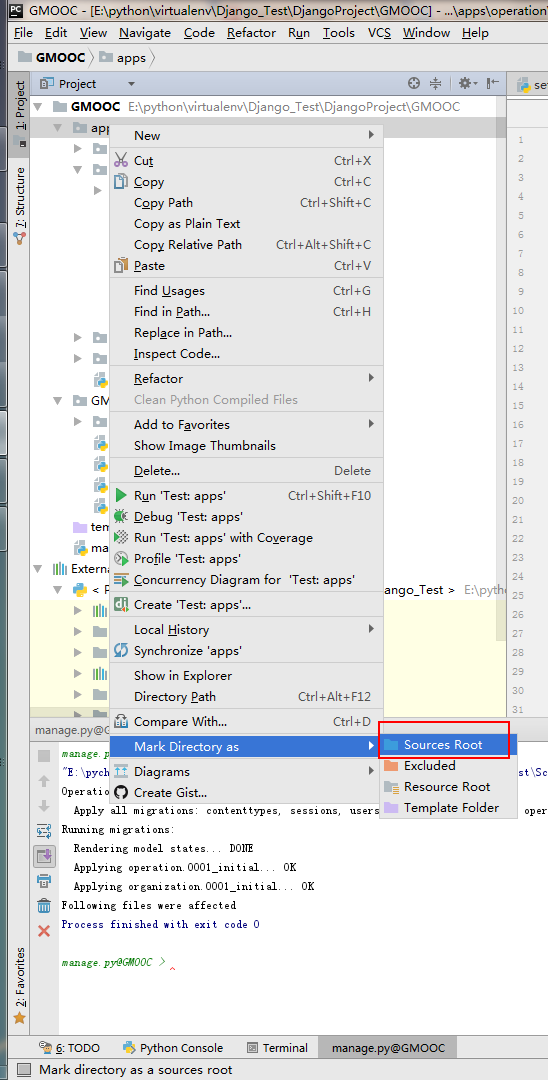 GMOOC - [E:\python\virtualenv\Django_Test\DjangoProject\GMOOC] - ...\apps\operation\
File Edit View Navigate Code Refactor Run Tools VCS Window Help
GMOOC apps
1: Project
Project
se
GMOOC E:\python\virtualenv\Django_Test\DjangoProject\GMOOC
app
New
Cut Ctrl+X
Copy Ctrl+C
Copy Path Ctrl+Shift+C
Copy as Plain Text
Copy Relative Path Ctrl+Alt+Shift+C
Paste Ctrl+V
Find Usages Ctrl+G
Find in Path... Ctrl+H
Replace in Path...
Inspect Code...
Refactor
Clean Python Compiled Files
Add to Favorites
Show Image Thumbnails
Delete... Delete
Run 'Test: apps' Ctrl+Shift+F10
Debug 'Test: apps'
Run 'Test: apps' with Coverage
Profile 'Test: apps'
Concurrency Diagram for 'Test: apps'
Create 'Test: apps'...
Local History
Synchronize 'apps'
Show in Explorer
Directory Path Ctrl+Alt+F12
Compare With... Ctrl+D
Mark Directory as
Diagrams
Create Gist...
Sources Root
Excluded
Resource Root
Template Folder
7: Structure
GM
tem
ma
Externa
< P
ango_Test > E:\pyth
1
2
3
4
5
6
7
8
9
10
11
12
13
14
15
16
17
18
19
20
21
22
23
24
25
26
27
28
29
30
31
manage.py@G
manage.p
"E:\pych
est\Sc
Operatio
Apply all migrations: contenttypes, sessions, users
oper
Running migrations:
Rendering model states... DONE
Applying operation.0001_initial... OK
Applying organization.0001_initial... OK
Following files were affected
Process finished with exit code 0
manage.py@GMOOC >
2: Favorites
6: TODO Python Console Terminal manage.py@GMOOC
Mark directory as a sources root